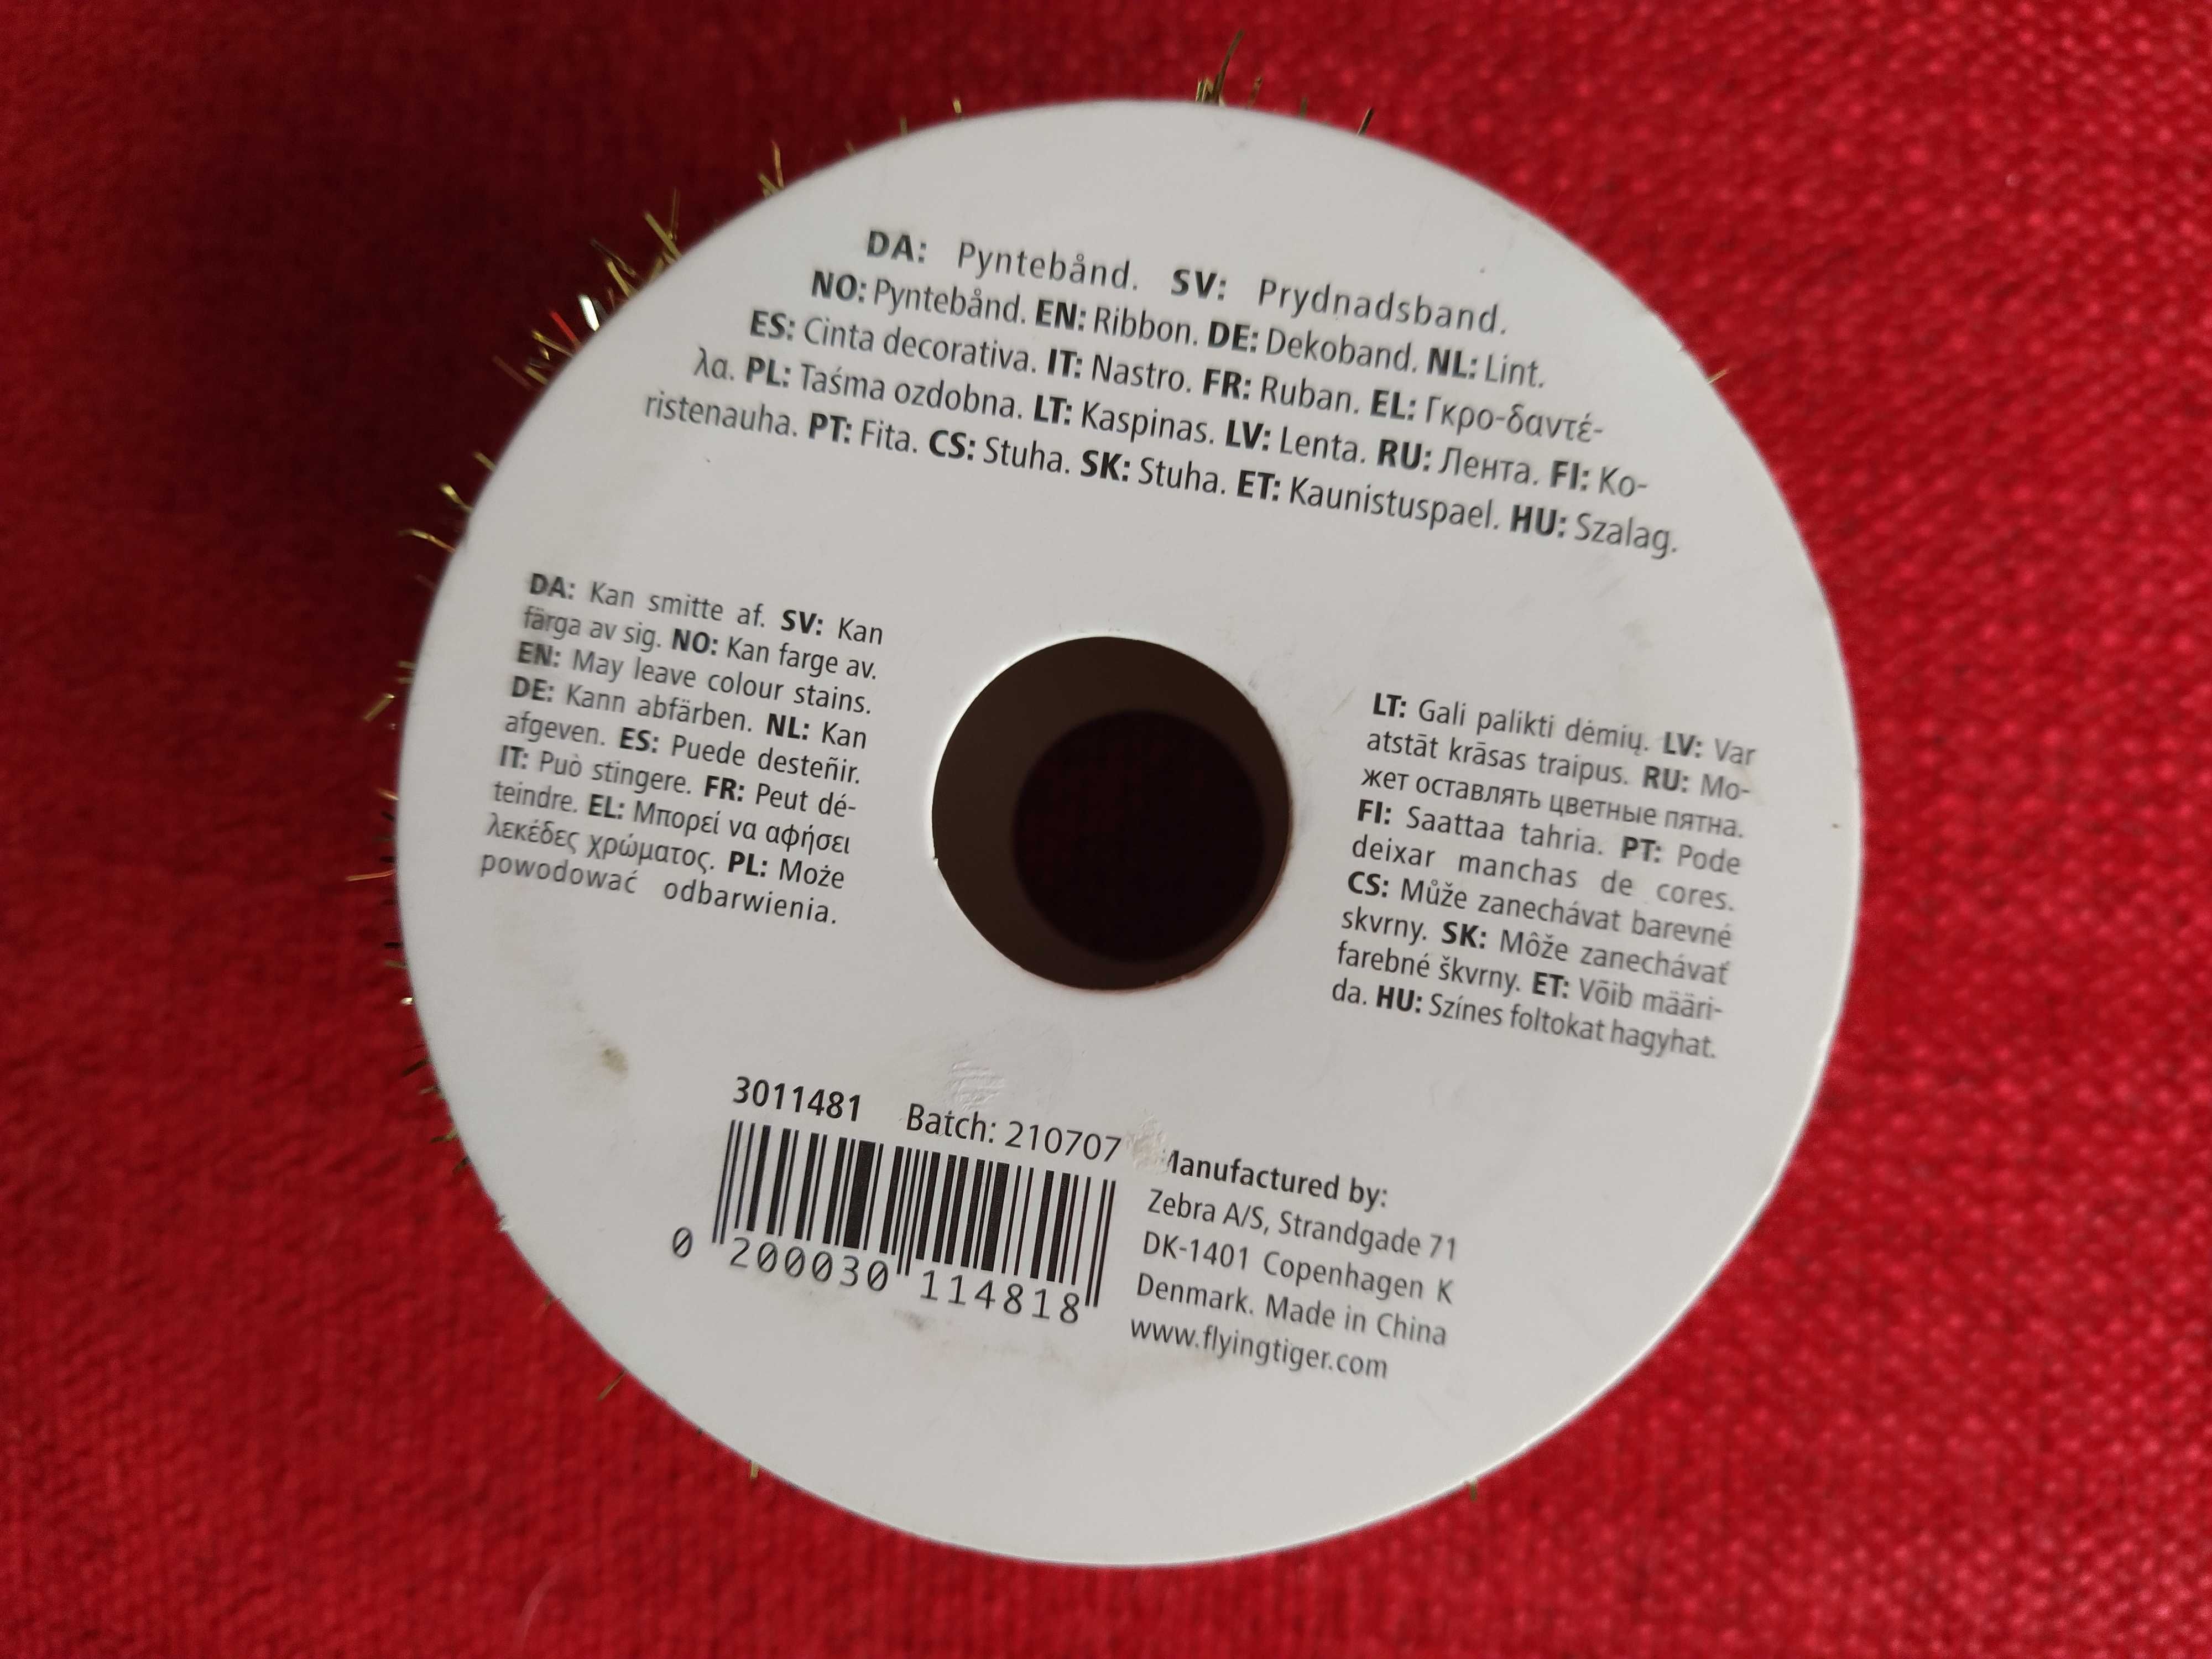 DA: Pyntebånd. SV: Prydnadsband.
NO: Pyntebånd. EN: Ribbon. DE: Dekoband. NL: Lint.
ES: Cinta decorativa. IT: Nastro. FR: Ruban. EL: Γκρο-δαντέ-
λα. PL: Taśma ozdobna. LT: Kaspinas. LV: Lenta. RU: Лента. FI: Ko-
ristenauha. PT: Fita. CS: Stuha. SK: Stuha. ET: Kaunistuspael. HU: Szalag.
DA: Kan smitte af. SV: Kan
färga av sig. NO: Kan farge av.
EN: May leave colour stains.
DE: Kann abfärben. NL: Kan
afgeven. ES: Puede desteñir.
IT: Può stingere. FR: Peut dé-
teindre. EL: Μπορεί να αφήσει
λεκέδες χρώματος. PL: Może
powodować odbarwienia.
LT: Gali palikti dėmių. LV: Var
atstāt krāsas traipus. RU: Мо-
жет оставлять цветные пятна.
FI: Saattaa tahria. PT: Pode
deixar manchas de cores.
CS: Může zanechávat barevné
skvrny. SK: Môže zanechávať
farebné škvrny. ET: Võib määri-
da. HU: Színes foltokat hagyhat.
3011481 Batch: 210707
0 200030 114818
Manufactured by:
Zebra A/S, Strandgade 71
DK-1401 Copenhagen K
Denmark. Made in China
www.flyingtiger.com